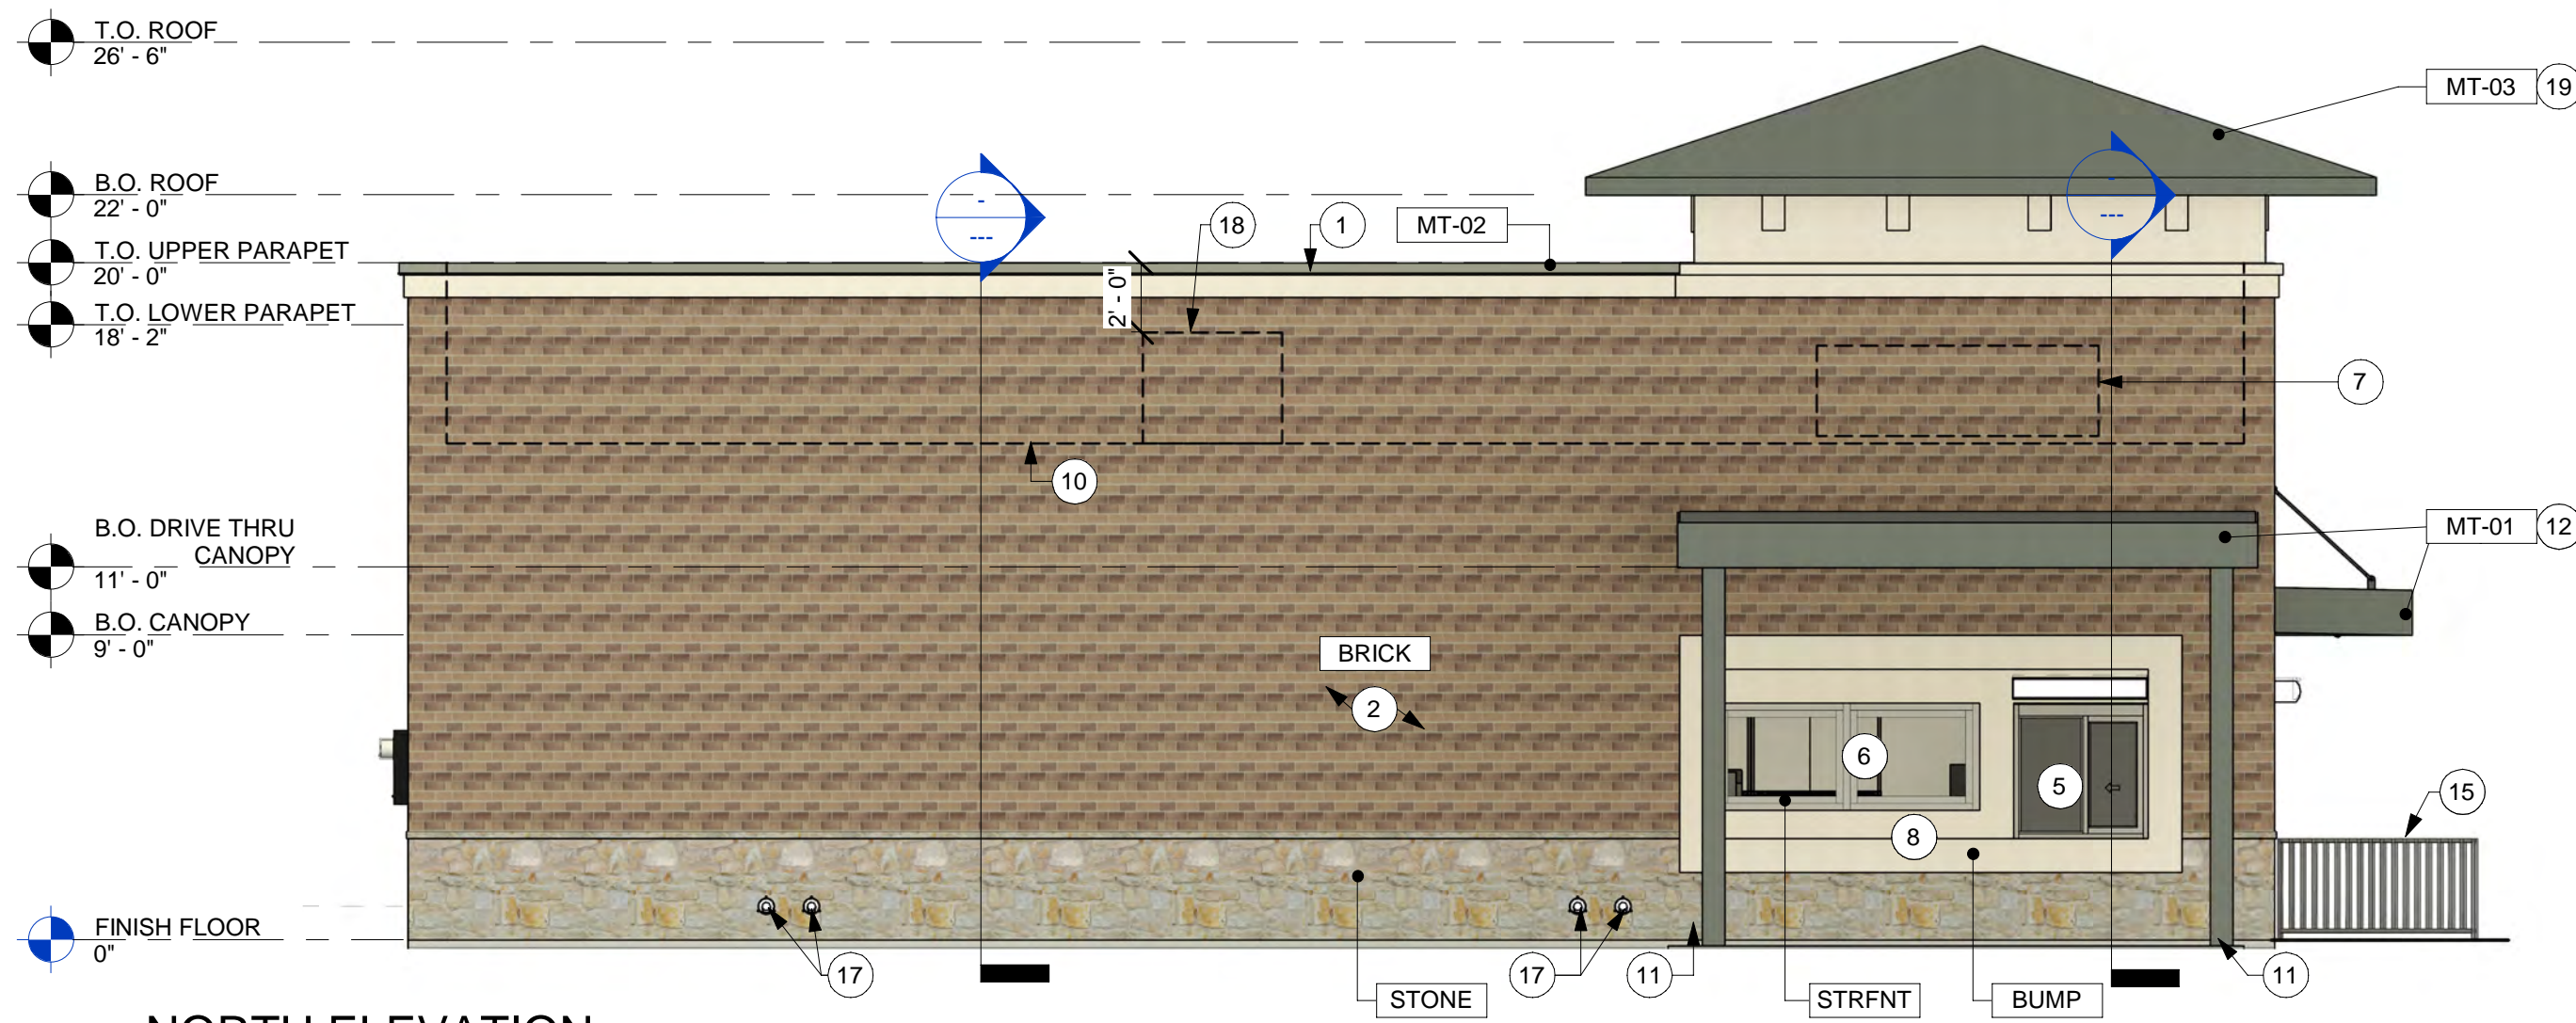 T.O. ROOF
26' - 6"
MT-03 19
B.O. ROOF
22' - 0"
-
---
-
---
18
1
MT-02
T.O. UPPER PARAPET
20' - 0"
2' - 0"
T.O. LOWER PARAPET
18' - 2"
7
10
B.O. DRIVE THRU
CANOPY
11' - 0"
MT-01 12
B.O. CANOPY
9' - 0"
BRICK
2
6
5
15
8
FINISH FLOOR
0"
17
17
11
11
STONE
STRFNT
BUMP
NORTH ELEVATION